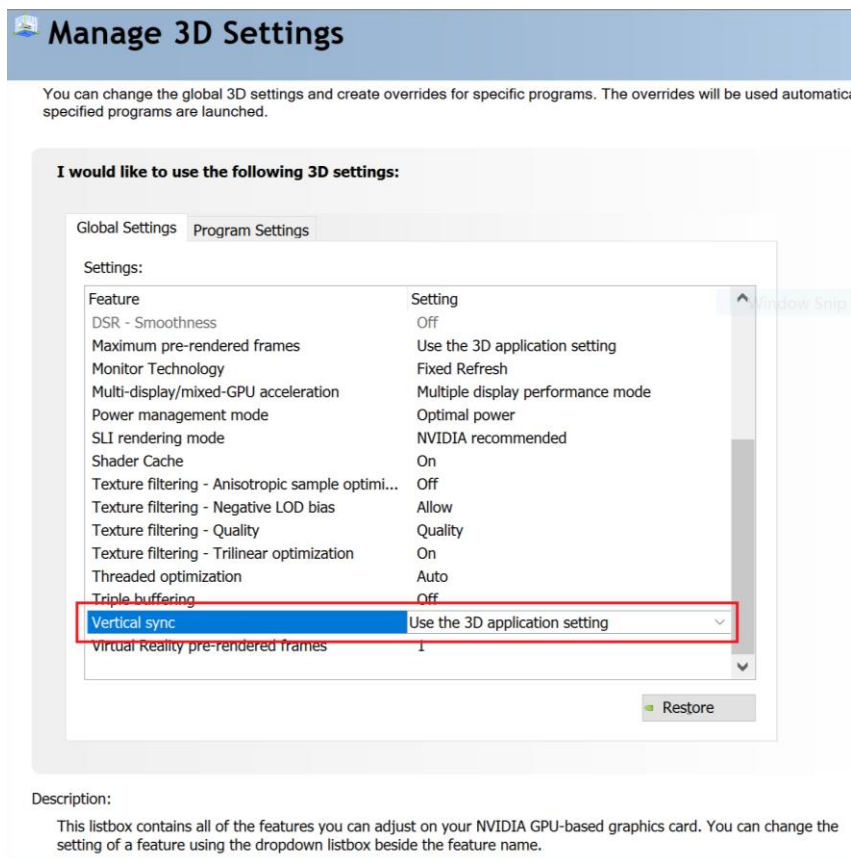 Manage 3D Settings
You can change the global 3D settings and create overrides for specific programs. The overrides will be used
specified programs are launched.
I would like to use the following 3D settings:
Global Settings Program Settings
Settings:
Feature Setting
Window Snip
DSR - Smoothness Off
Maximum pre-rendered frames Use the 3D application setting
Monitor Technology Fixed Refresh
Multi-display/mixed-GPU acceleration Multiple display performance mode
Power management mode Optimal power
SLI rendering mode NVIDIA recommended
Shader Cache On
Texture filtering - Anisotropic sample optimi... Off
Texture filtering - Negative LOD bias Allow
Texture filtering - Quality Quality
Texture filtering - Trilinear optimization On
Threaded optimization Auto
Triple buffering Off
Vertical sync Use the 3D application setting
Virtual Reality pre-rendered frames 1
Restore
Description:
This listbox contains all of the features you can adjust on your NVIDIA GPU-based graphics card. You can change the
setting of a feature using the dropdown listbox beside the feature name.